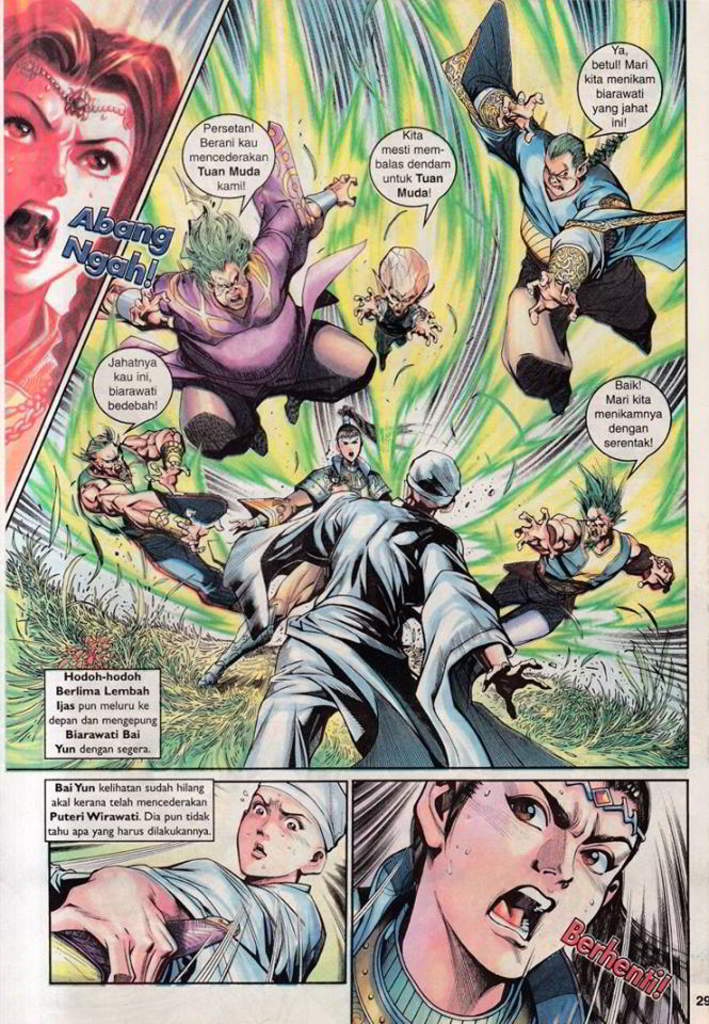 Abang
Ngah!
Persetan!
Berani kau
mencederakan
Tuan Muda
kami!
Kita
mesti mem-
balas dendam
untuk Tuan
Muda!
Ya,
betul! Mari
kita menikam
biarawati
yang jahat
ini!
Jahatnya
kau ini,
biarawati
bedebah!
Baik!
Mari kita
menikamnya
dengan
serentak!
Hodoh-hodoh
Berlima Lembah
Ijas pun meluru ke
depan dan mengepung
Biarawati Bai
Yun dengan segera.
Bai Yun kelihatan sudah hilang
akal kerana telah mencederakan
Puteri Wirawati. Dia pun tidak
tahu apa yang harus dilakukannya.
Berhenti!
29